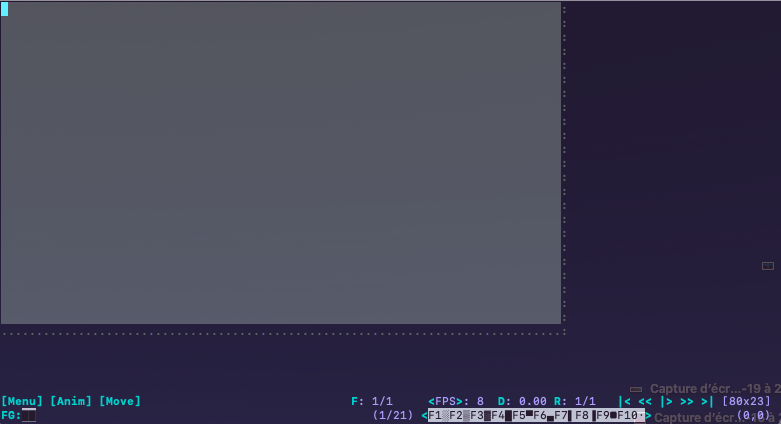 Capture d'écr...-19 à 2
[Menu] [Anim] [Move] F: 1/1 <FPS>: 8 D: 0.00 R: 1/1 |< << |> >> >| [80x23]
FG: (1/21) <F1░F2▒F3▓F4█F5▀F6▄F7▌F8▐F9■F10·> (0,0)
Capture d'écr...